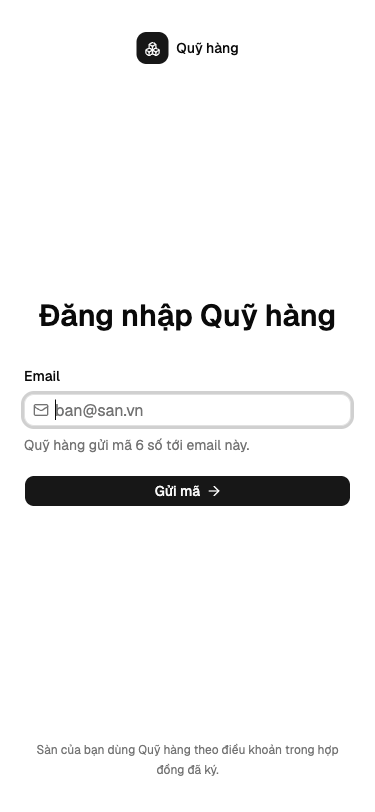 Quỹ hàng
Đăng nhập Quỹ hàng
Email
ban@san.vn
Quỹ hàng gửi mã 6 số tới email này.
Gửi mã →
Sàn của bạn dùng Quỹ hàng theo điều khoản trong hợp
đồng đã ký.